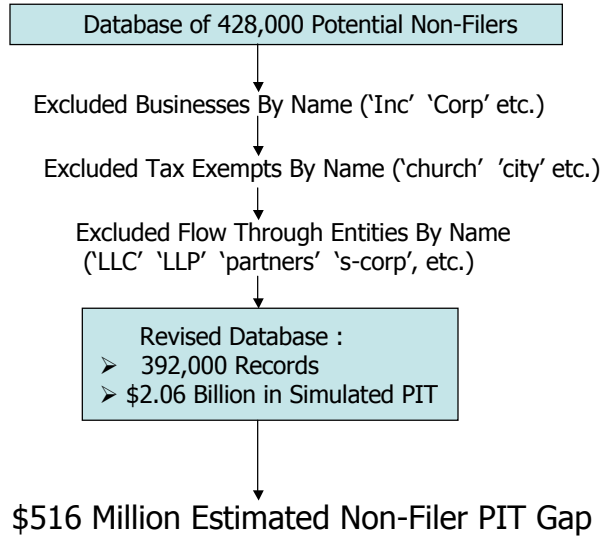 Database of 428,000 Potential Non-Filers
Excluded Businesses By Name (‘Inc’ ‘Corp’ etc.)
Excluded Tax Exempts By Name (‘church’ ’city’ etc.)
Excluded Flow Through Entities By Name
(‘LLC’ ‘LLP’ ‘partners’ ‘s-corp’, etc.)
Revised Database :
➢ 392,000 Records
➢ $2.06 Billion in Simulated PIT
$516 Million Estimated Non-Filer PIT Gap